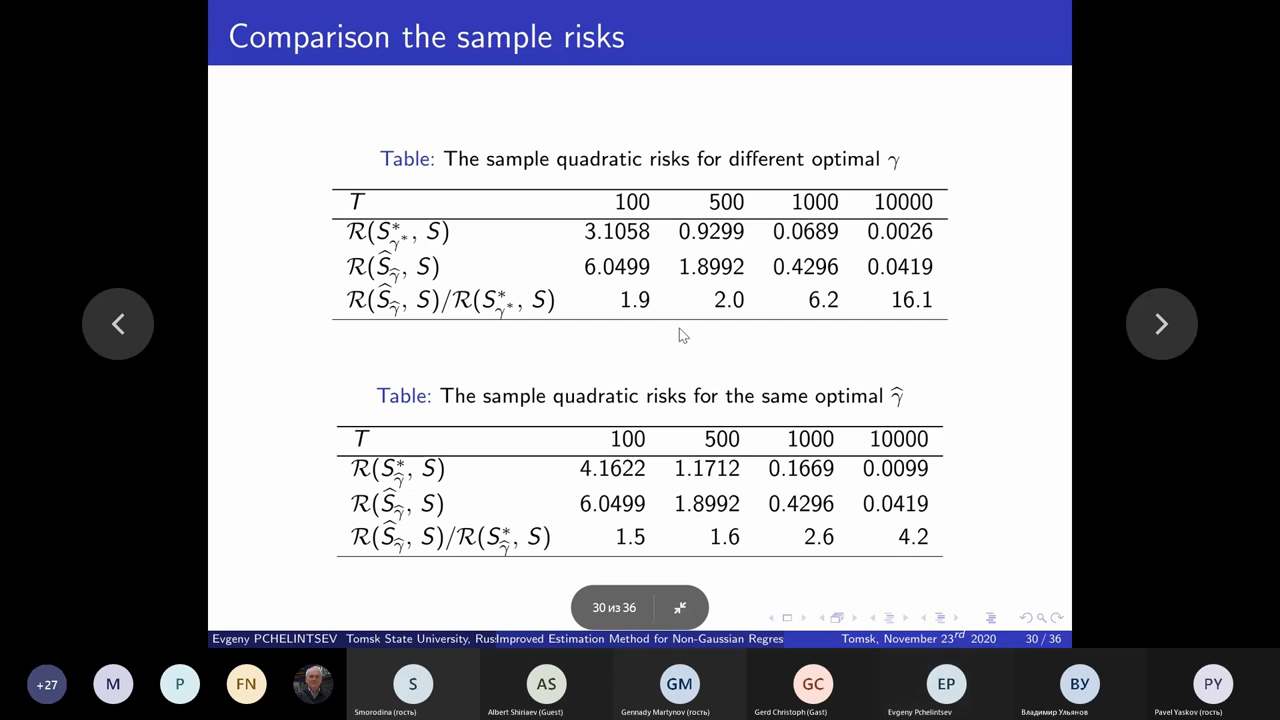 Comparison the sample risks
Table: The sample quadratic risks for different optimal γ
T 100 500 1000 10000
R(S*_γ*, S) 3.1058 0.9299 0.0689 0.0026
R(Ŝ_γ̂, S) 6.0499 1.8992 0.4296 0.0419
R(Ŝ_γ̂, S)/R(S*_γ*, S) 1.9 2.0 6.2 16.1
Table: The sample quadratic risks for the same optimal γ̂
T 100 500 1000 10000
R(S*_γ̂, S) 4.1622 1.1712 0.1669 0.0099
R(Ŝ_γ̂, S) 6.0499 1.8992 0.4296 0.0419
R(Ŝ_γ̂, S)/R(S*_γ̂, S) 1.5 1.6 2.6 4.2
30 из 36
Evgeny PCHELINTSEV Tomsk State University, Rus Improved Estimation Method for Non-Gaussian Regres Tomsk, November 23rd 2020 30 / 36
+27 M P FN S AS GM GC EP ВУ PY
Smorodina (гость) Albert Shiriaev (Guest) Gennady Martynov (гость) Gerd Christoph (Gast) Evgeny Pchelintsev Владимир Ульянов Pavel Yaskov (гость)